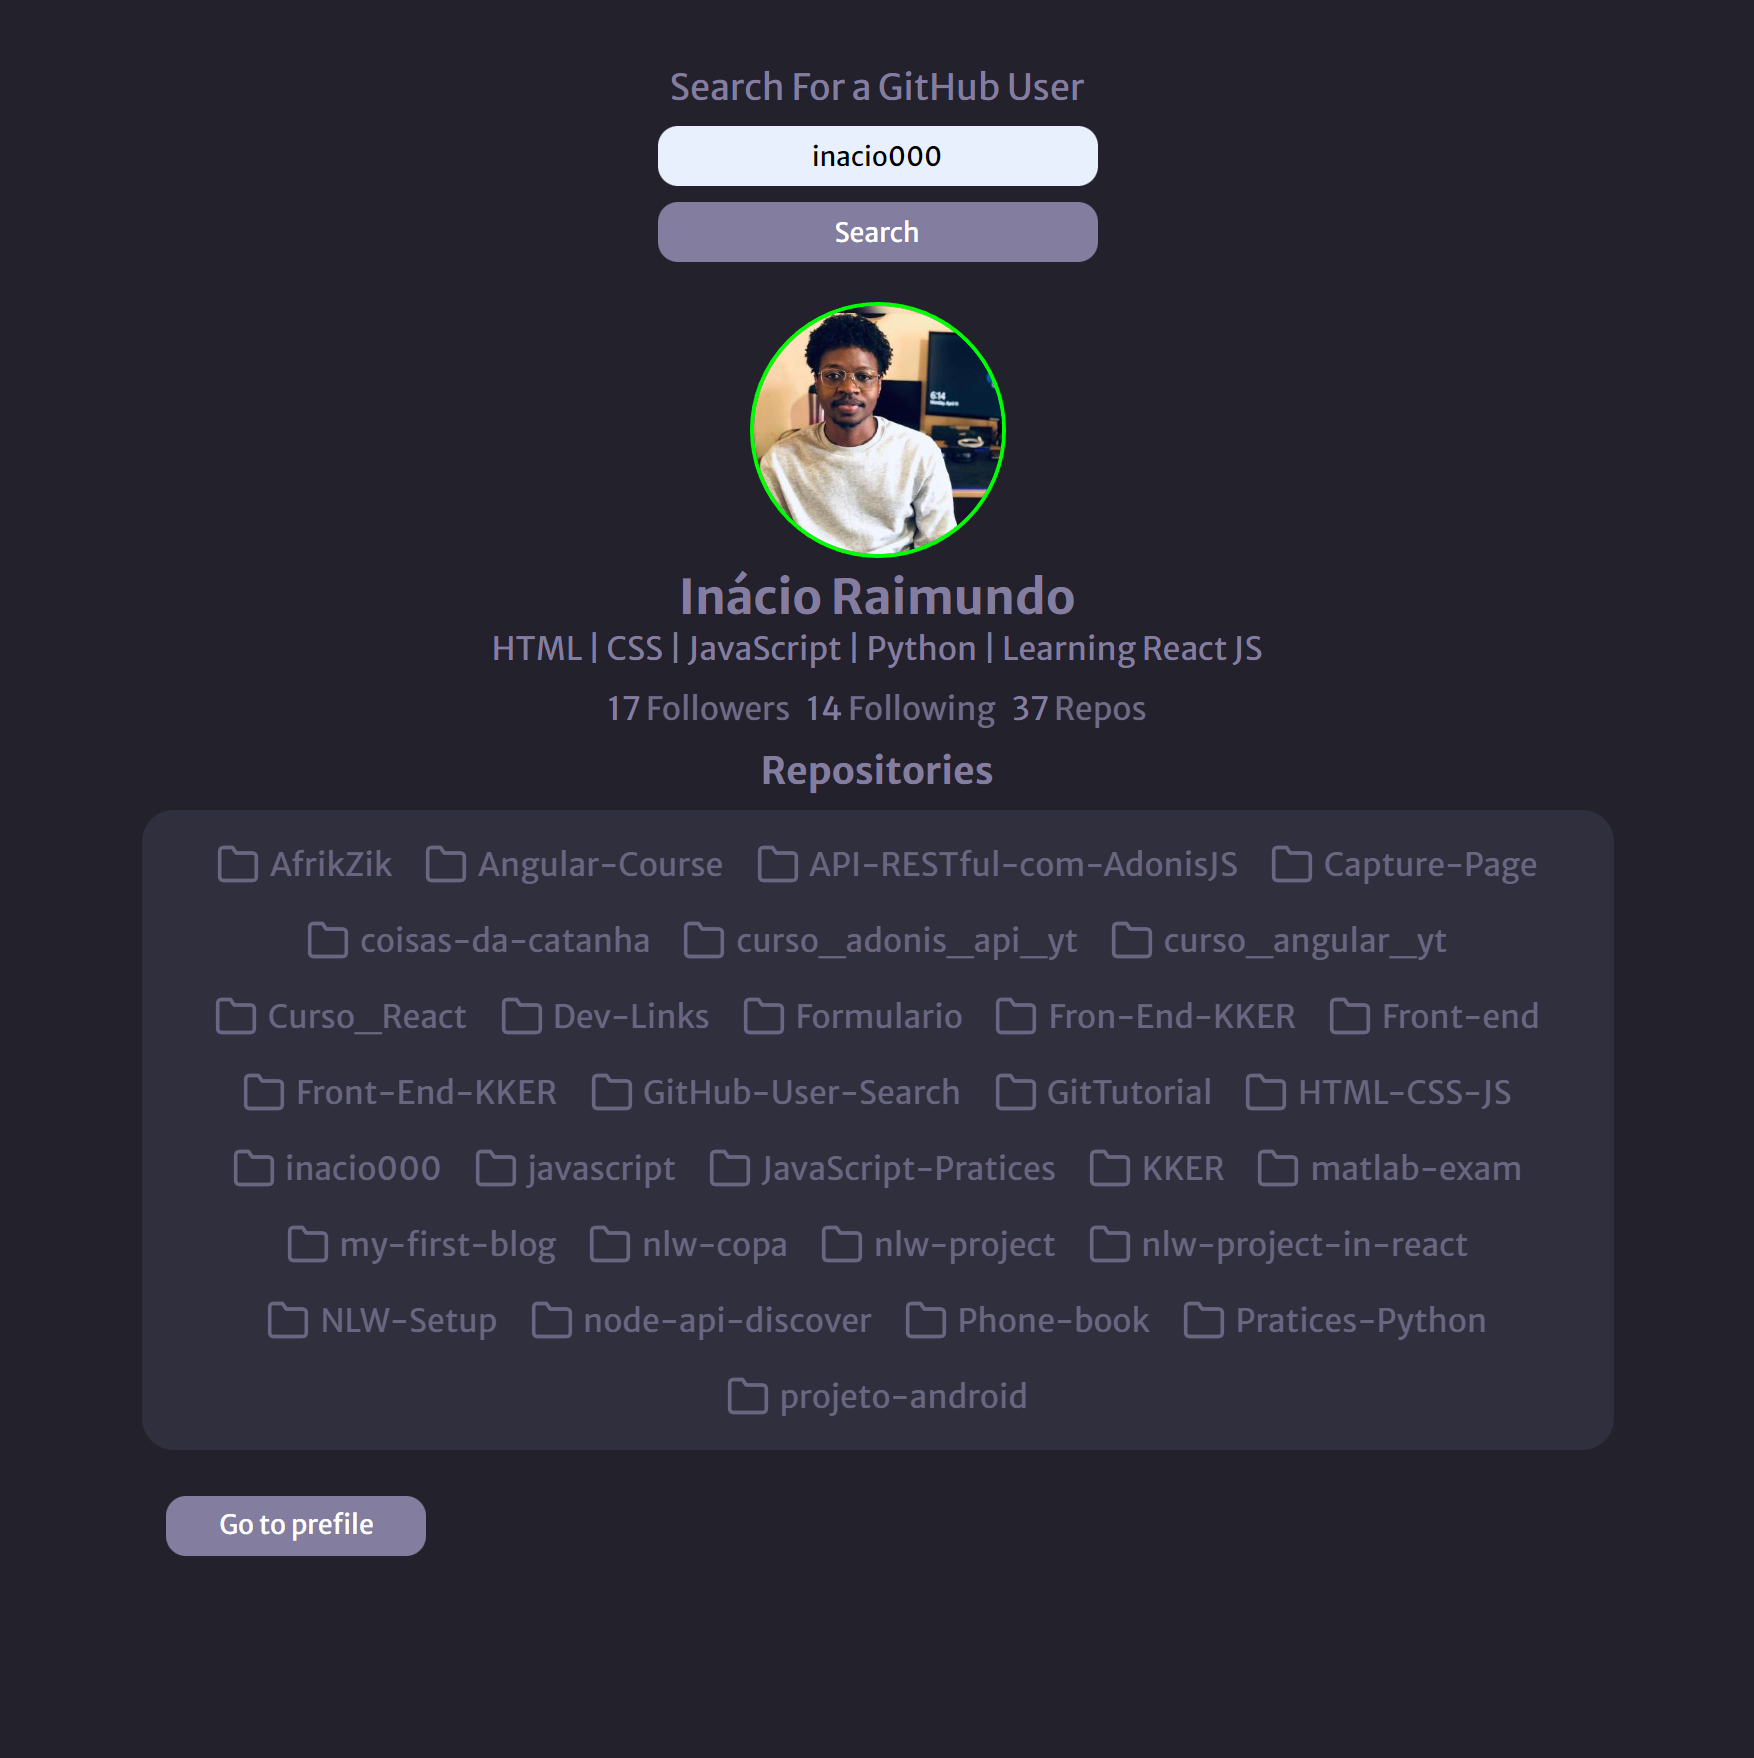 Search For a GitHub User
inacio000
Search
6:14
Inácio Raimundo
HTML | CSS | JavaScript | Python | Learning React JS
17 Followers 14 Following 37 Repos
Repositories
AfrikZik Angular-Course API-RESTful-com-AdonisJS Capture-Page
coisas-da-catanha curso_adonis_api_yt curso_angular_yt
Curso_React Dev-Links Formulario Fron-End-KKER Front-end
Front-End-KKER GitHub-User-Search GitTutorial HTML-CSS-JS
inacio000 javascript JavaScript-Pratices KKER matlab-exam
my-first-blog nlw-copa nlw-project nlw-project-in-react
NLW-Setup node-api-discover Phone-book Pratices-Python
projeto-android
Go to prefile